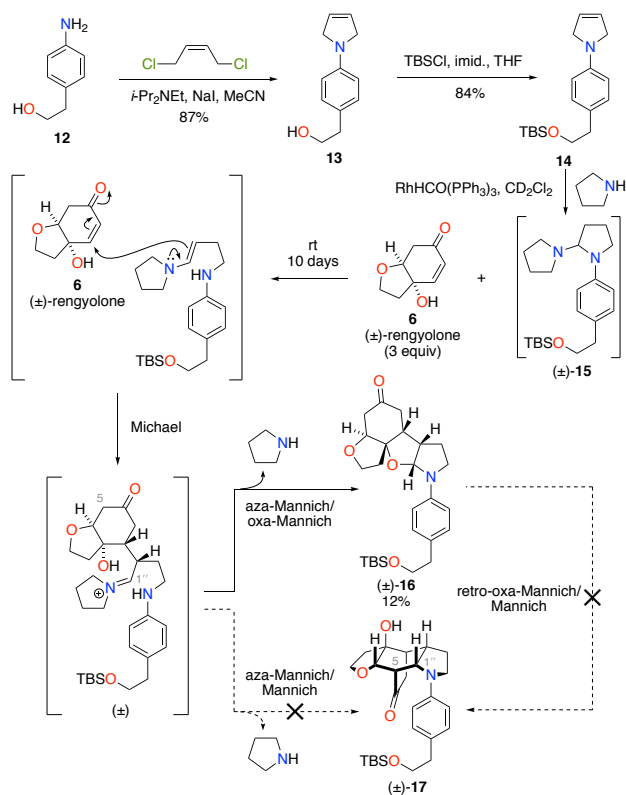 NH2
HO
12
Cl
Cl
i-Pr2NEt, NaI, MeCN
87%
N
HO
13
TBSCl, imid., THF
84%
N
TBSO
14
RhHCO(PPh3)3, CD2Cl2
NH
O
H
O
OH
6
(±)-rengyolone
N
HN
TBSO
rt
10 days
O
H
O
OH
6
(±)-rengyolone
(3 equiv)
+
N
N
TBSO
(±)-15
Michael
5
O
H
O
H
OH
H
1''
N
+
HN
TBSO
(±)
NH
aza-Mannich/
oxa-Mannich
O
H
H
H
O
O
H
N
TBSO
(±)-16
12%
retro-oxa-Mannich/
Mannich
aza-Mannich/
Mannich
NH
OH
H
H
H
5
1''
O
N
O
TBSO
(±)-17